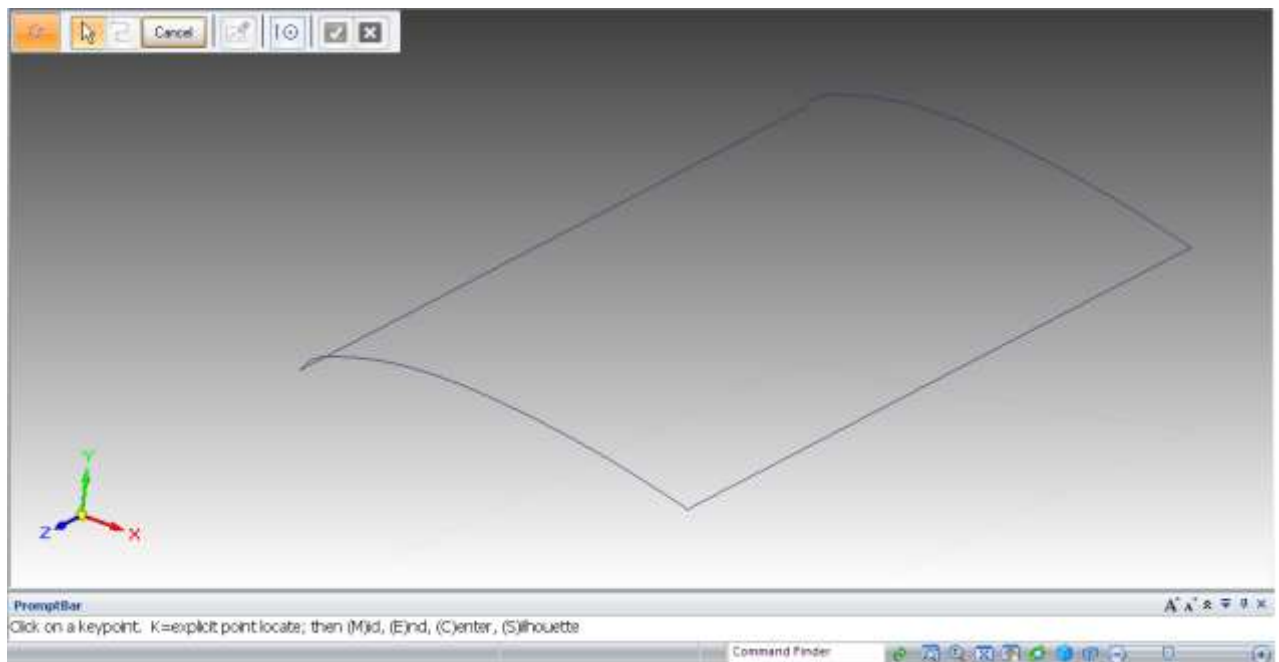 Cancel
Y
Z
X
PromptBar
Click on a keypoint. K=explicit point locate; then (M)id, (E)nd, (C)enter, (S)ilhouette
Command Finder